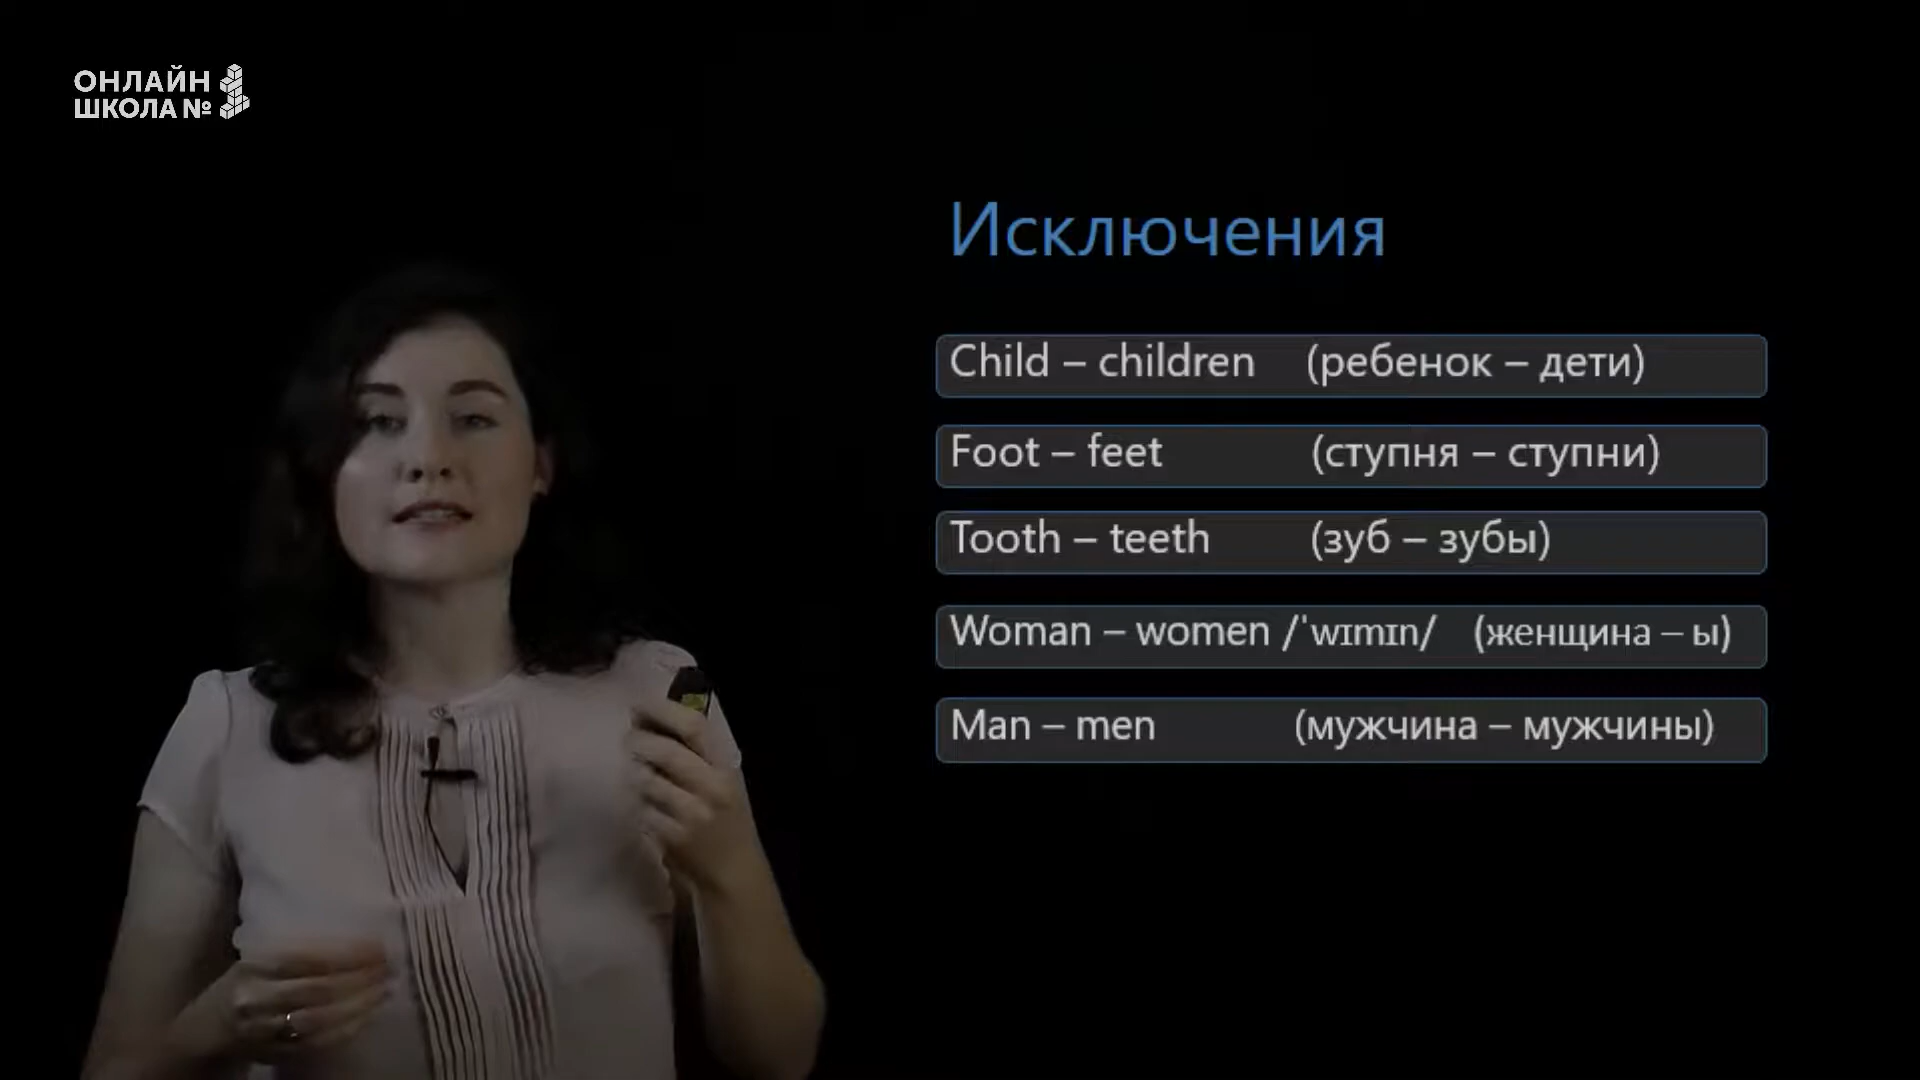 ОНЛАЙН
ШКОЛА №1
Исключения
Child – children (ребенок – дети)
Foot – feet (ступня – ступни)
Tooth – teeth (зуб – зубы)
Woman – women /ˈwɪmɪn/ (женщина – ы)
Man – men (мужчина – мужчины)